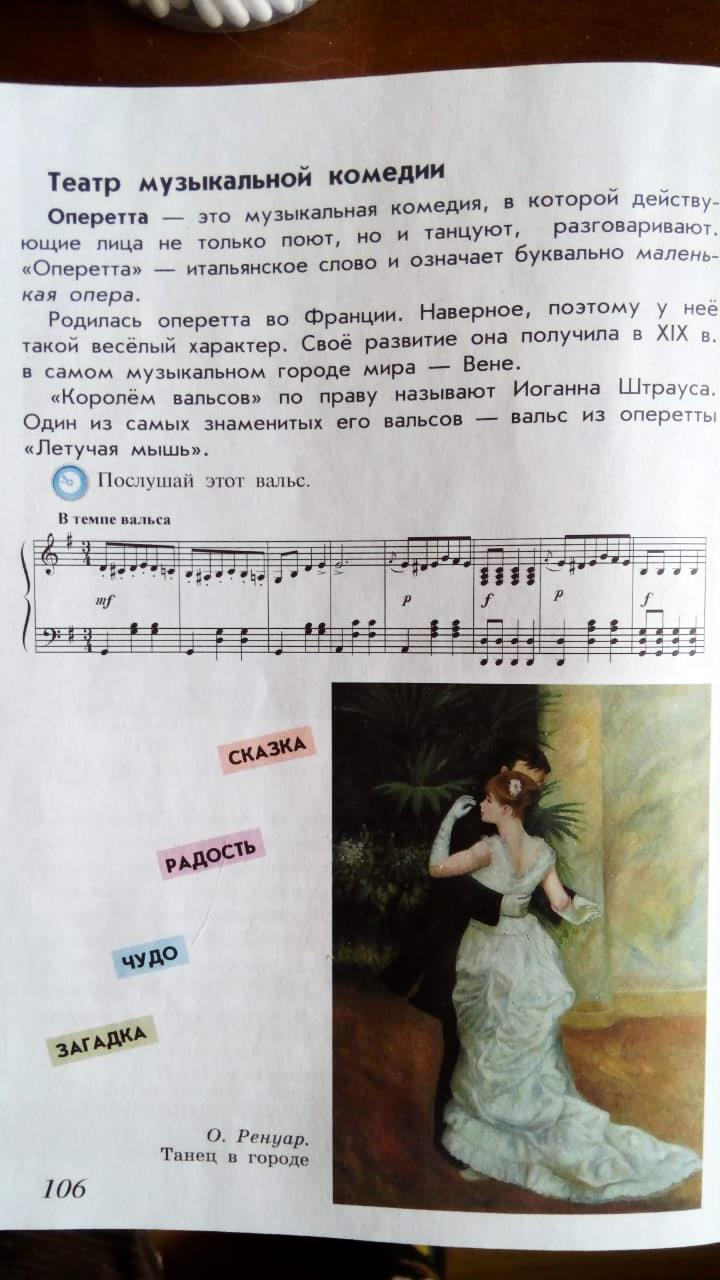 Театр музыкальной комедии
Оперетта — это музыкальная комедия, в которой действу-
ющие лица не только поют, но и танцуют, разговаривают.
«Оперетта» — итальянское слово и означает буквально малень-
кая опера.
Родилась оперетта во Франции. Наверное, поэтому у неё
такой весёлый характер. Своё развитие она получила в XIX в.
в самом музыкальном городе мира — Вене.
«Королём вальсов» по праву называют Иоганна Штрауса.
Один из самых знаменитых его вальсов — вальс из оперетты
«Летучая мышь».
Послушай этот вальс.
В темпе вальса
3 4
mf p f p f
3 4
СКАЗКА
РАДОСТЬ
ЧУДО
ЗАГАДКА
О. Ренуар.
Танец в городе
106